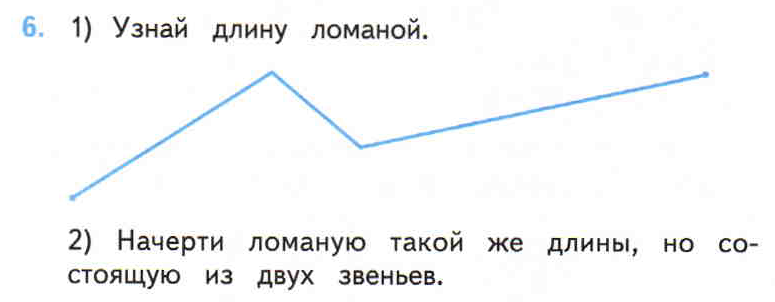 6. 1) Узнай длину ломаной.
2) Начерти ломаную такой же длины, но со-
стоящую из двух звеньев.